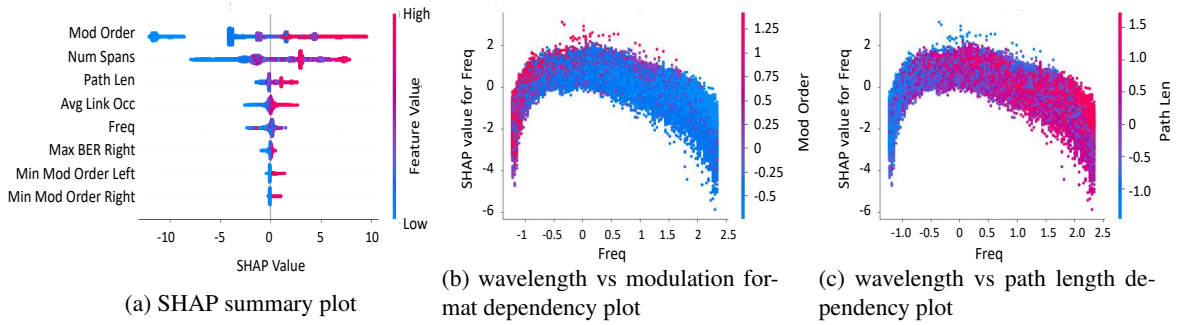 Mod Order
Num Spans
Path Len
Avg Link Occ
Freq
Max BER Right
Min Mod Order Left
Min Mod Order Right
-10
-5
0
5
10
SHAP Value
High
Feature Value
Low
(a) SHAP summary plot
2
0
-2
-4
-6
SHAP value for Freq
-1
-0.5
0
0.5
1
1.5
2
2.5
Freq
1.25
1
0.75
0.5
0.25
0
-0.25
-0.5
Mod Order
(b) wavelength vs modulation for-
mat dependency plot
2
0
-2
-4
-6
SHAP value for Freq
-1.0
-0.5
0
0.5
1.0
1.5
2.0
2.5
Freq
1.5
1.0
0.5
0
-0.5
-1.0
Path Len
(c) wavelength vs path length de-
pendency plot